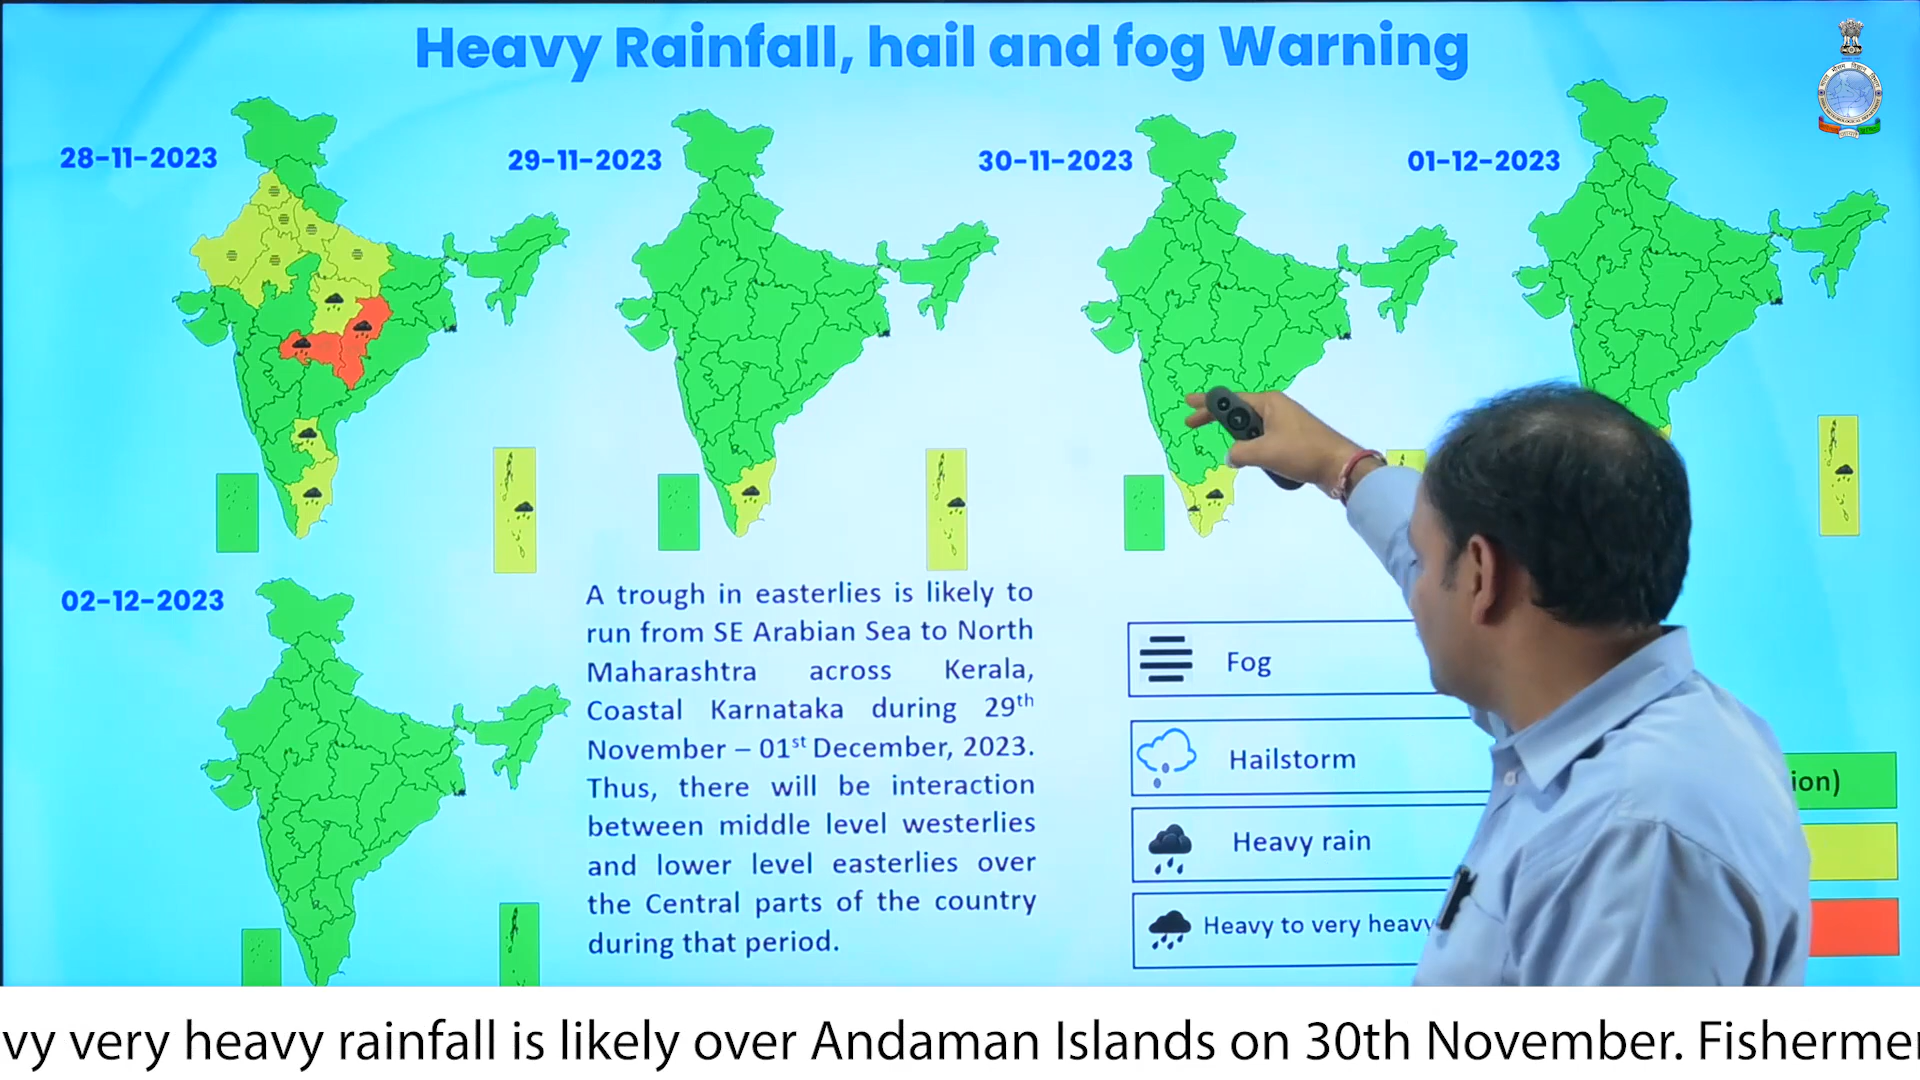 Heavy Rainfall, hail and fog Warning
28-11-2023
29-11-2023
30-11-2023
01-12-2023
02-12-2023
A trough in easterlies is likely to
run from SE Arabian Sea to North
Maharashtra across Kerala,
Coastal Karnataka during 29th
November – 01st December, 2023.
Thus, there will be interaction
between middle level westerlies
and lower level easterlies over
the Central parts of the country
during that period.
Fog
Hailstorm
Heavy rain
Heavy to very heavy
ion)
vy very heavy rainfall is likely over Andaman Islands on 30th November. Fisherme